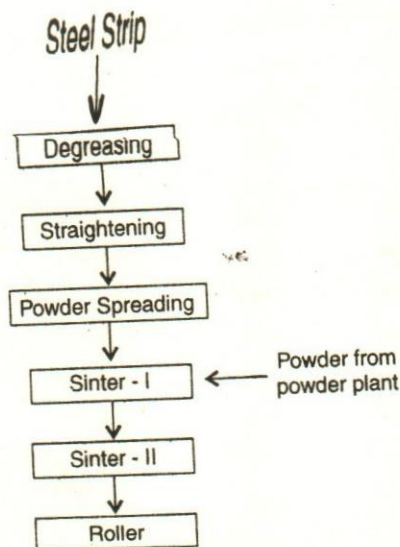 Steel Strip
Degreasing
Straightening
Powder Spreading
Sinter - I
Powder from
powder plant
Sinter - II
Roller